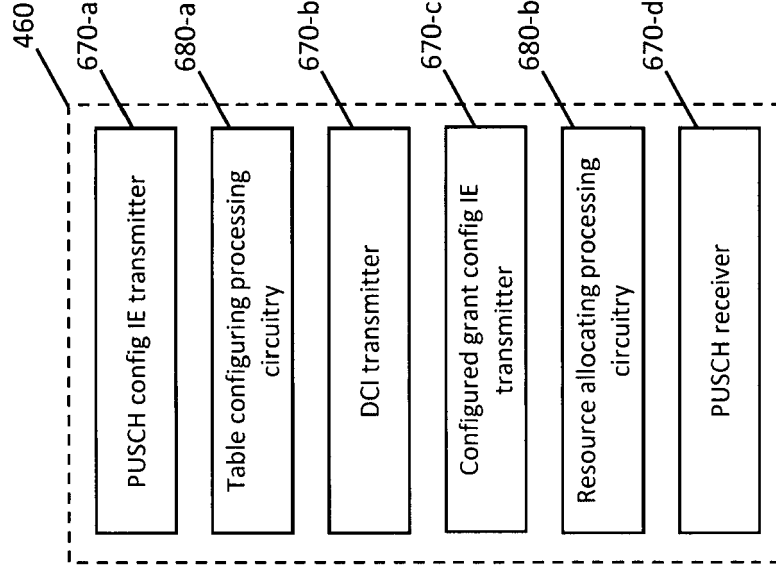 460
PUSCH config IE transmitter
670-a
Table configuring processing
circuitry
680-a
DCI transmitter
670-b
Configured grant config IE
transmitter
670-c
Resource allocating processing
circuitry
680-b
PUSCH receiver
670-d